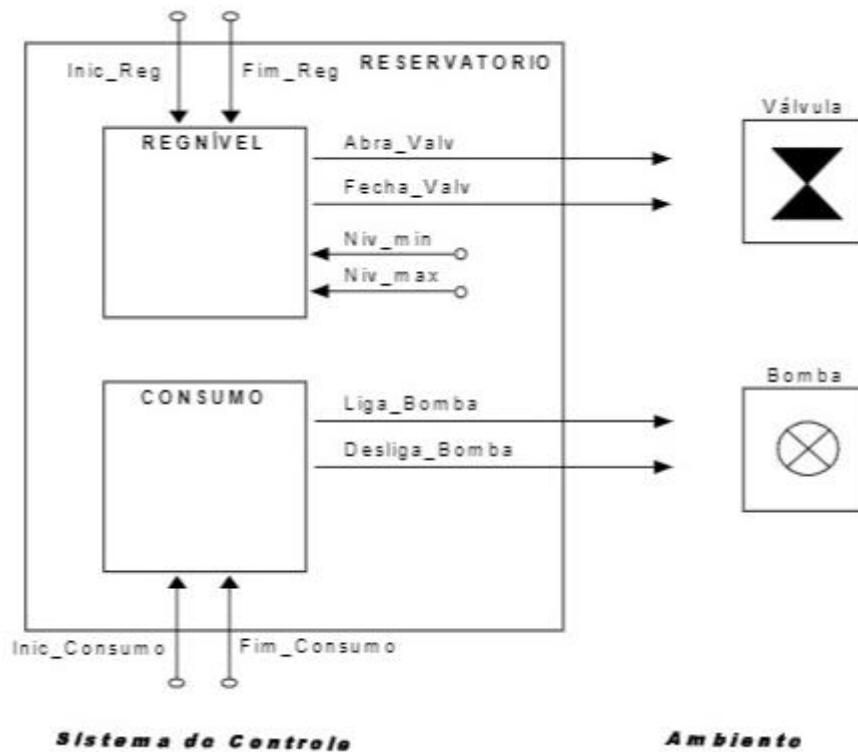 Inic_Reg
Fim_Reg
RESERVATORIO
REGNÍVEL
Abra_Valv
Fecha_Valv
Niv_min
Niv_max
Válvula
CONSUMO
Liga_Bomba
Desliga_Bomba
Bomba
Inic_Consumo
Fim_Consumo
Sistema de Controle
Ambiente